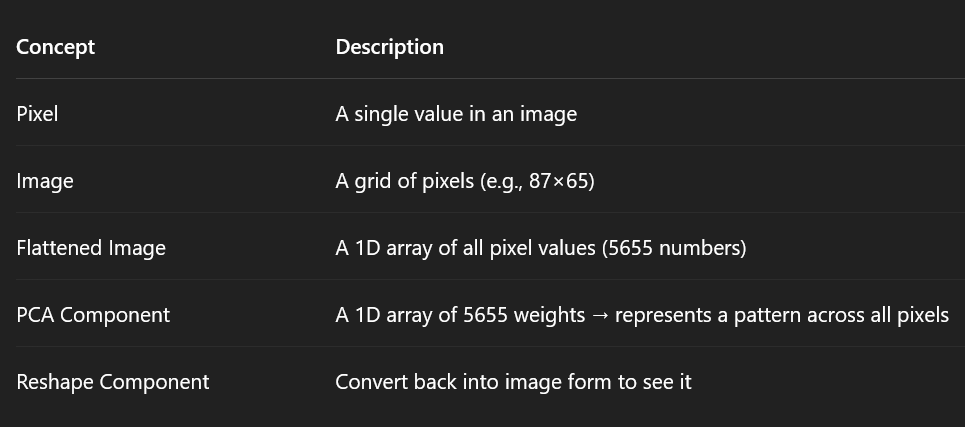 Concept Description
Pixel A single value in an image
Image A grid of pixels (e.g., 87×65)
Flattened Image A 1D array of all pixel values (5655 numbers)
PCA Component A 1D array of 5655 weights → represents a pattern across all pixels
Reshape Component Convert back into image form to see it